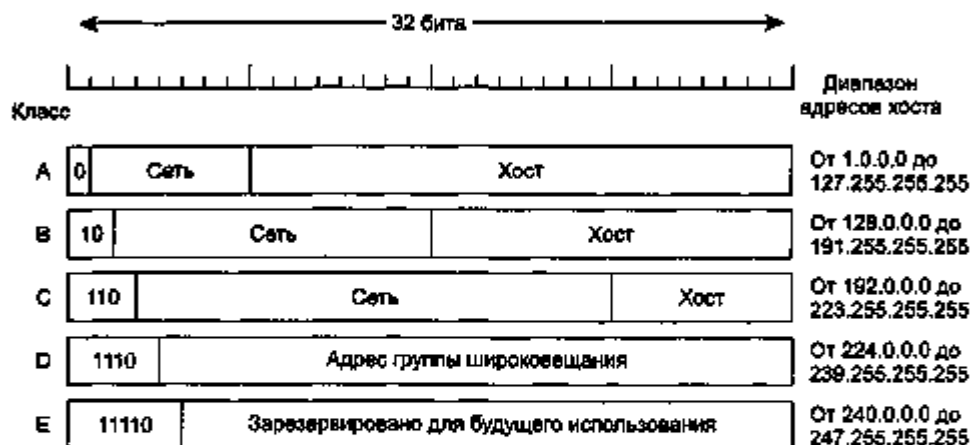 32 бита
Диапазон
адресов хоста
Класс
A 0 Сеть Хост От 1.0.0.0 до
127.255.255.255
B 10 Сеть Хост От 128.0.0.0 до
191.255.255.255
C 110 Сеть Хост От 192.0.0.0 до
223.255.255.255
D 1110 Адрес группы широковещания От 224.0.0.0 до
239.255.255.255
E 11110 Зарезервировано для будущего использования От 240.0.0.0 до
247.255.255.255